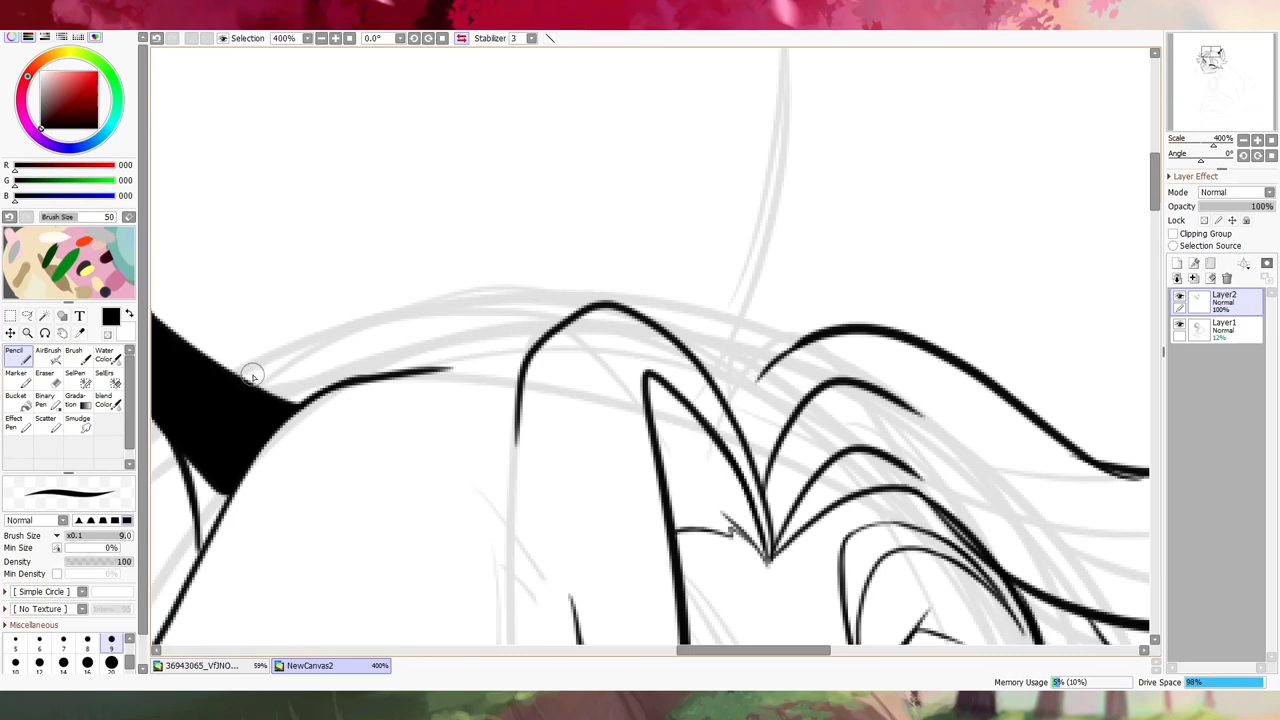 Selection 400% 0.0° Stabilizer 3
R 000
G 000
B 000
Brush Size 50
T
Pencil AirBrush Brush Water Color
Marker Eraser SelPen SelErs
Bucket Binary Pen Grada-tion blend Color
Effect Pen Scatter Smudge
Normal
Brush Size x0.1 9.0
Min Size 0%
Density 100
Min Density 0%
[ Simple Circle ]
[ No Texture ]
Miscellaneous
5 6 7 8 9
10 12 14 16 20
36943065_VfJNO... 59% NewCanvas2 400%
Memory Usage 5% (10%) Drive Space 98%
Scale 400%
Angle 0°
Layer Effect
Mode Normal
Opacity 100%
Lock
Clipping Group
Selection Source
Layer2
Normal
100%
Layer1
Normal
12%